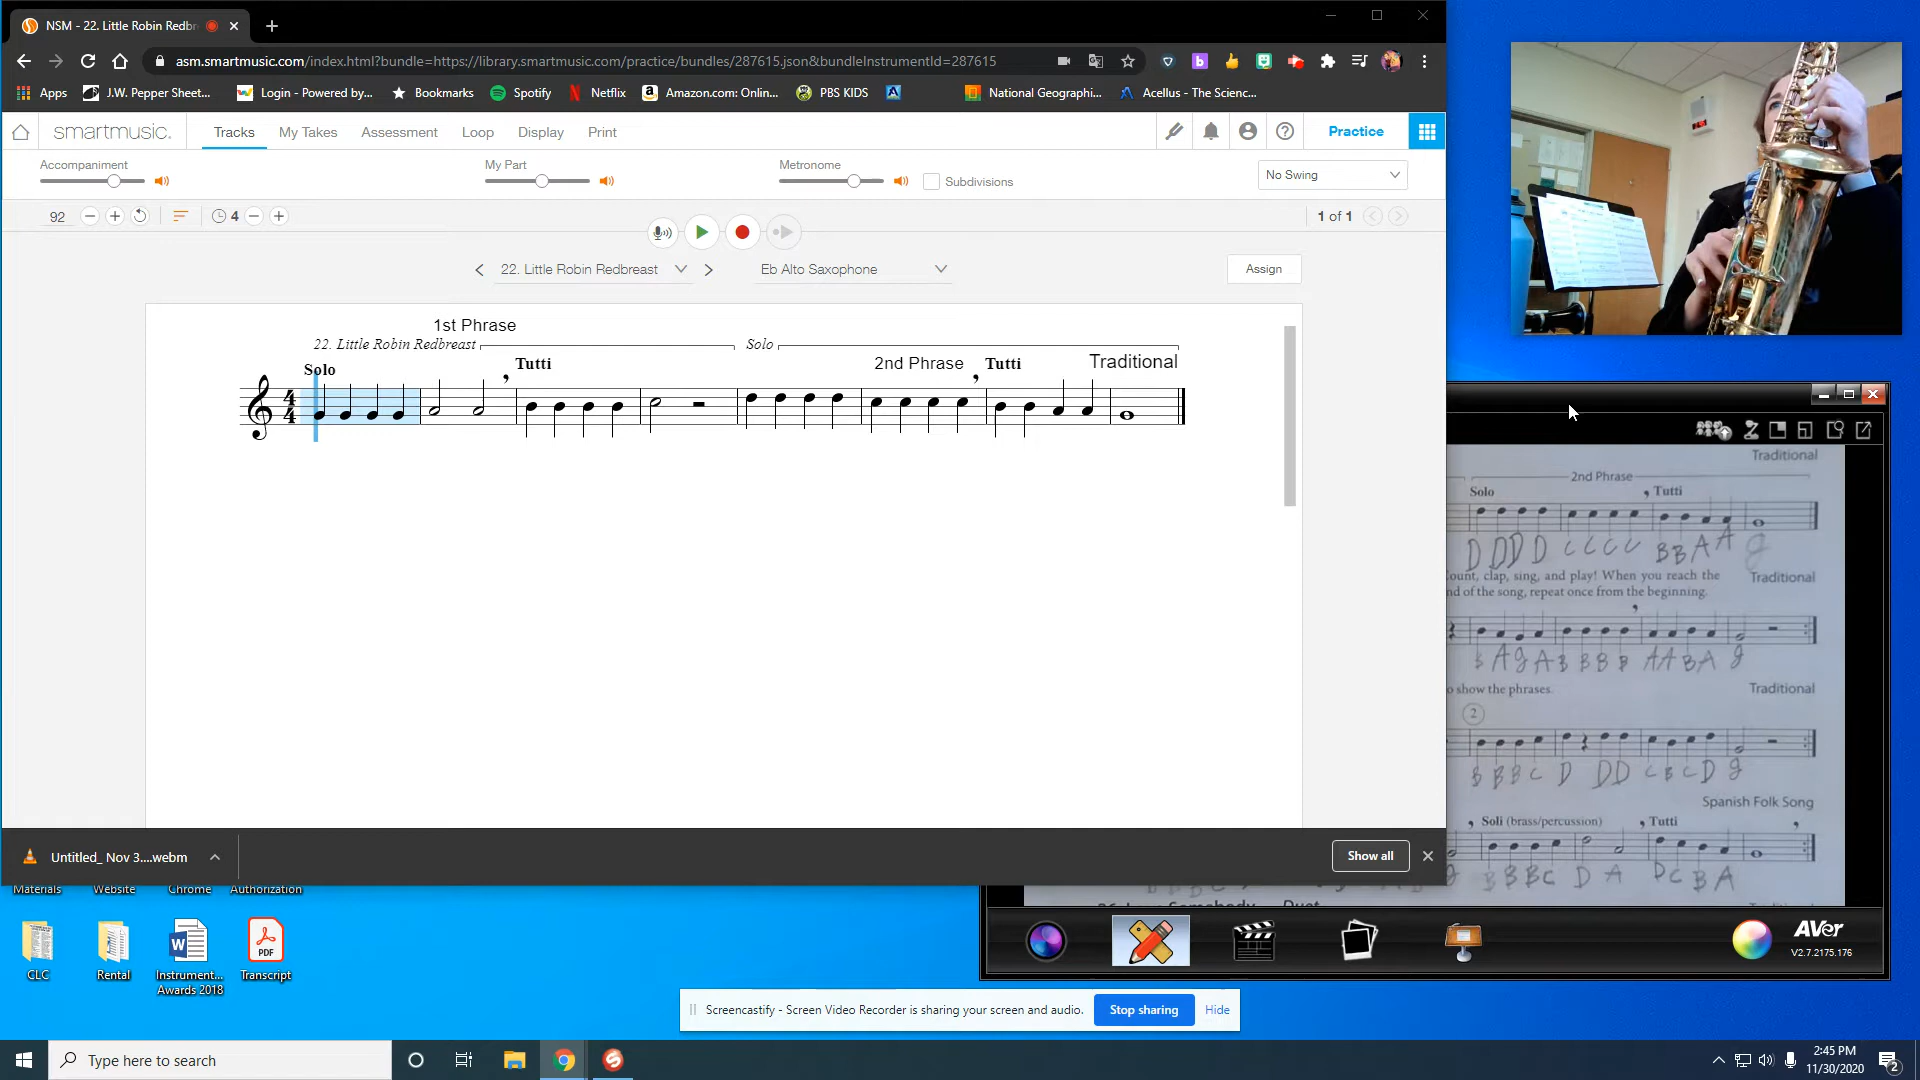 NSM - 22. Little Robin Redbr
asm.smartmusic.com/index.html?bundle=https://library.smartmusic.com/practice/bundles/287615.json&bundleInstrumentId=287615
Apps J.W. Pepper Sheet... Login - Powered by... Bookmarks Spotify Netflix Amazon.com: Onlin... PBS KIDS National Geographi... Acellus - The Scienc...
smartmusic. Tracks My Takes Assessment Loop Display Print Practice
Accompaniment My Part Metronome
Subdivisions No Swing
92 4 1 of 1
22. Little Robin Redbreast Eb Alto Saxophone Assign
1st Phrase
22. Little Robin Redbreast Solo
Solo Tutti 2nd Phrase Tutti Traditional
4
4
Traditional
2nd Phrase
Solo Tutti
D D D D C C C C B B A A g
ount, clap, sing, and play! When you reach the Traditional
nd of the song, repeat once from the beginning.
B A g A B B B B A A B A g
o show the phrases. Traditional
2
B B B C D D D C B C D g
Spanish Folk Song
Soli (brass/percussion) Tutti
B B B C D A D C B A
Untitled_ Nov 3....webm Show all
Materials Website Chrome Authorization
CLC Rental Instrument... Awards 2018 Transcript
PDF
AVer
V2.7.2175.176
Screencastify - Screen Video Recorder is sharing your screen and audio. Stop sharing Hide
Type here to search
2:45 PM
11/30/2020
2